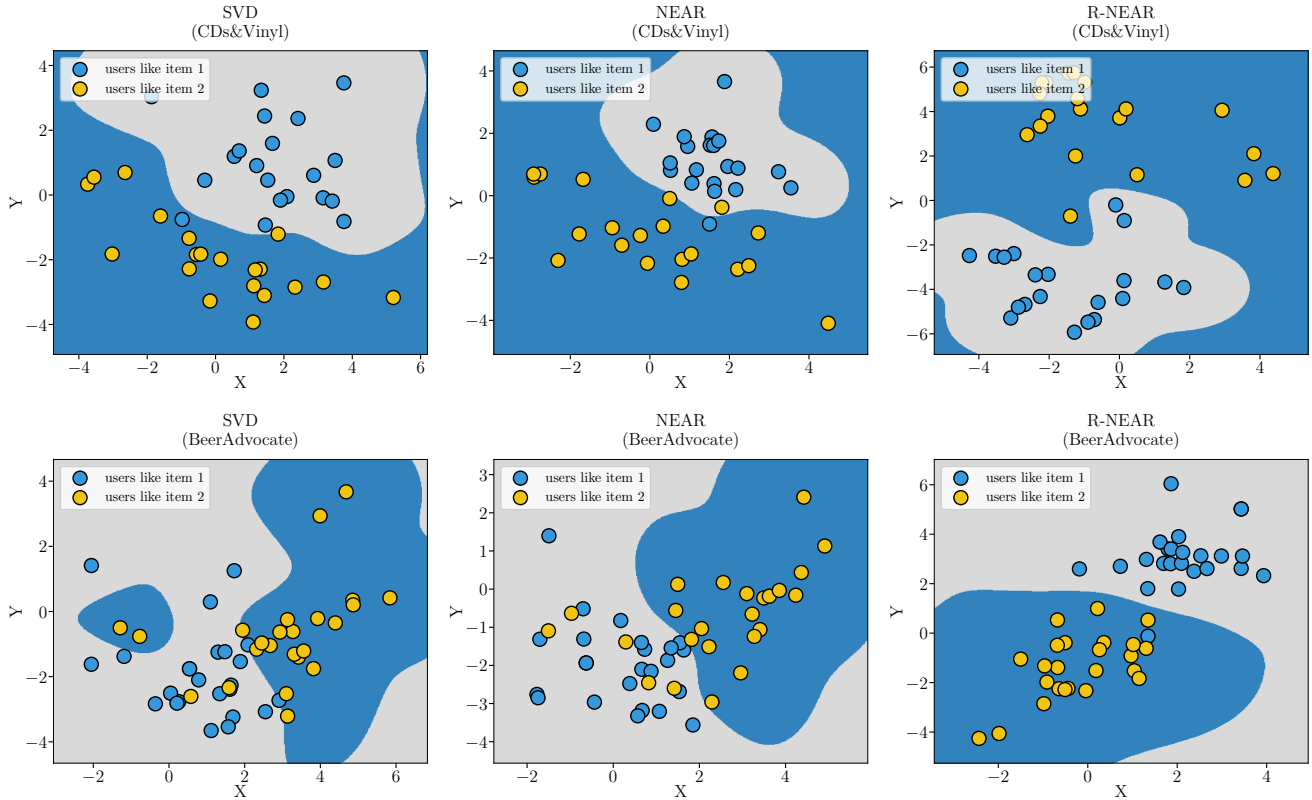 SVD
(CDs&Vinyl)
NEAR
(CDs&Vinyl)
R-NEAR
(CDs&Vinyl)
users like item 1
users like item 2
4
2
0
−2
−4
Y
−4
−2
0
2
4
6
X
users like item 1
users like item 2
4
2
0
−2
−4
Y
−2
0
2
4
X
users like item 1
users like item 2
6
4
2
0
−2
−4
−6
Y
−4
−2
0
2
4
X
SVD
(BeerAdvocate)
NEAR
(BeerAdvocate)
R-NEAR
(BeerAdvocate)
users like item 1
users like item 2
4
2
0
−2
−4
Y
−2
0
2
4
6
X
users like item 1
users like item 2
3
2
1
0
−1
−2
−3
−4
Y
−2
0
2
4
X
users like item 1
users like item 2
6
4
2
0
−2
−4
Y
−2
0
2
4
X